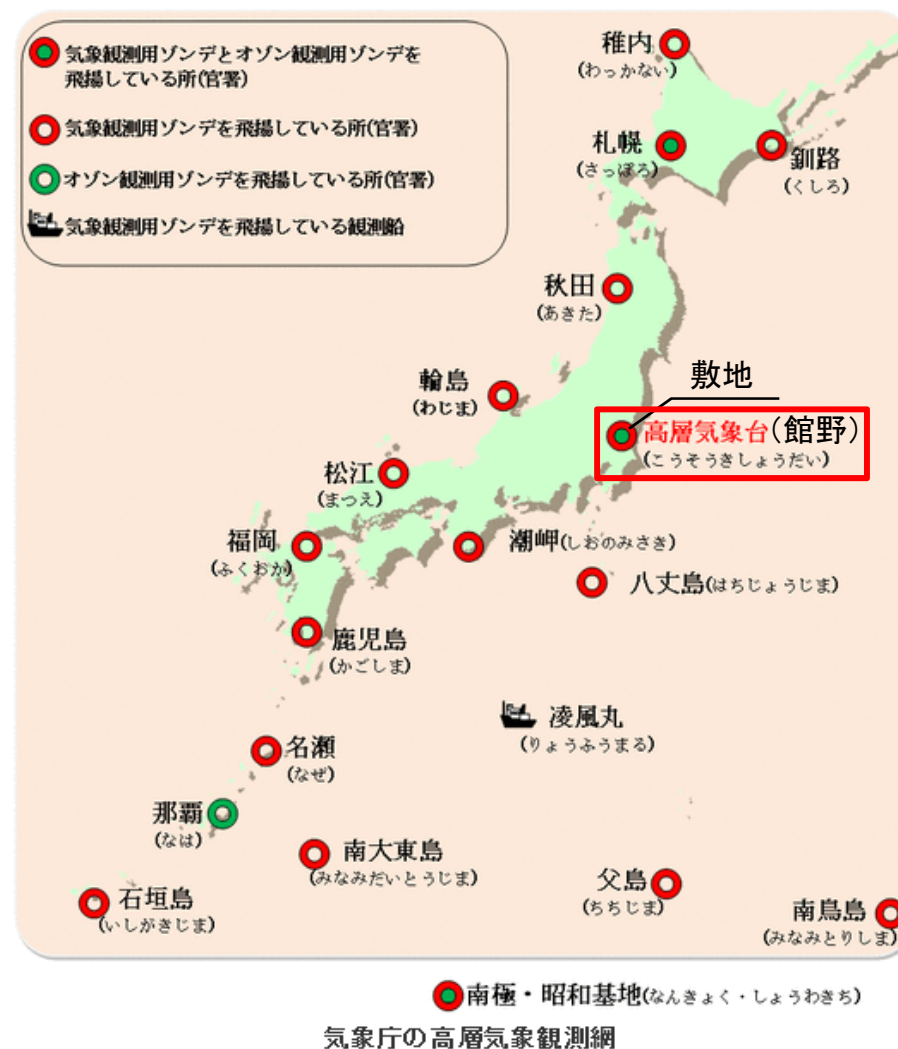 気象観測用ゾンデとオゾン観測用ゾンデを
飛揚している所(官署)
気象観測用ゾンデを飛揚している所(官署)
オゾン観測用ゾンデを飛揚している所(官署)
気象観測用ゾンデを飛揚している観測船
稚内
(わっかない)
札幌
(さっぽろ)
釧路
(くしろ)
秋田
(あきた)
輪島
(わじま)
敷地
高層気象台(館野)
(こうそうきしょうだい)
松江
(まつえ)
福岡
(ふくおか)
潮岬(しおのみさき)
八丈島(はちじょうじま)
鹿児島
(かごしま)
凌風丸
(りょうふうまる)
名瀬
(なぜ)
那覇
(なは)
南大東島
(みなみだいとうじま)
石垣島
(いしがきじま)
父島
(ちちじま)
南鳥島
(みなみとりしま)
南極・昭和基地(なんきょく・しょうわきち)
気象庁の高層気象観測網